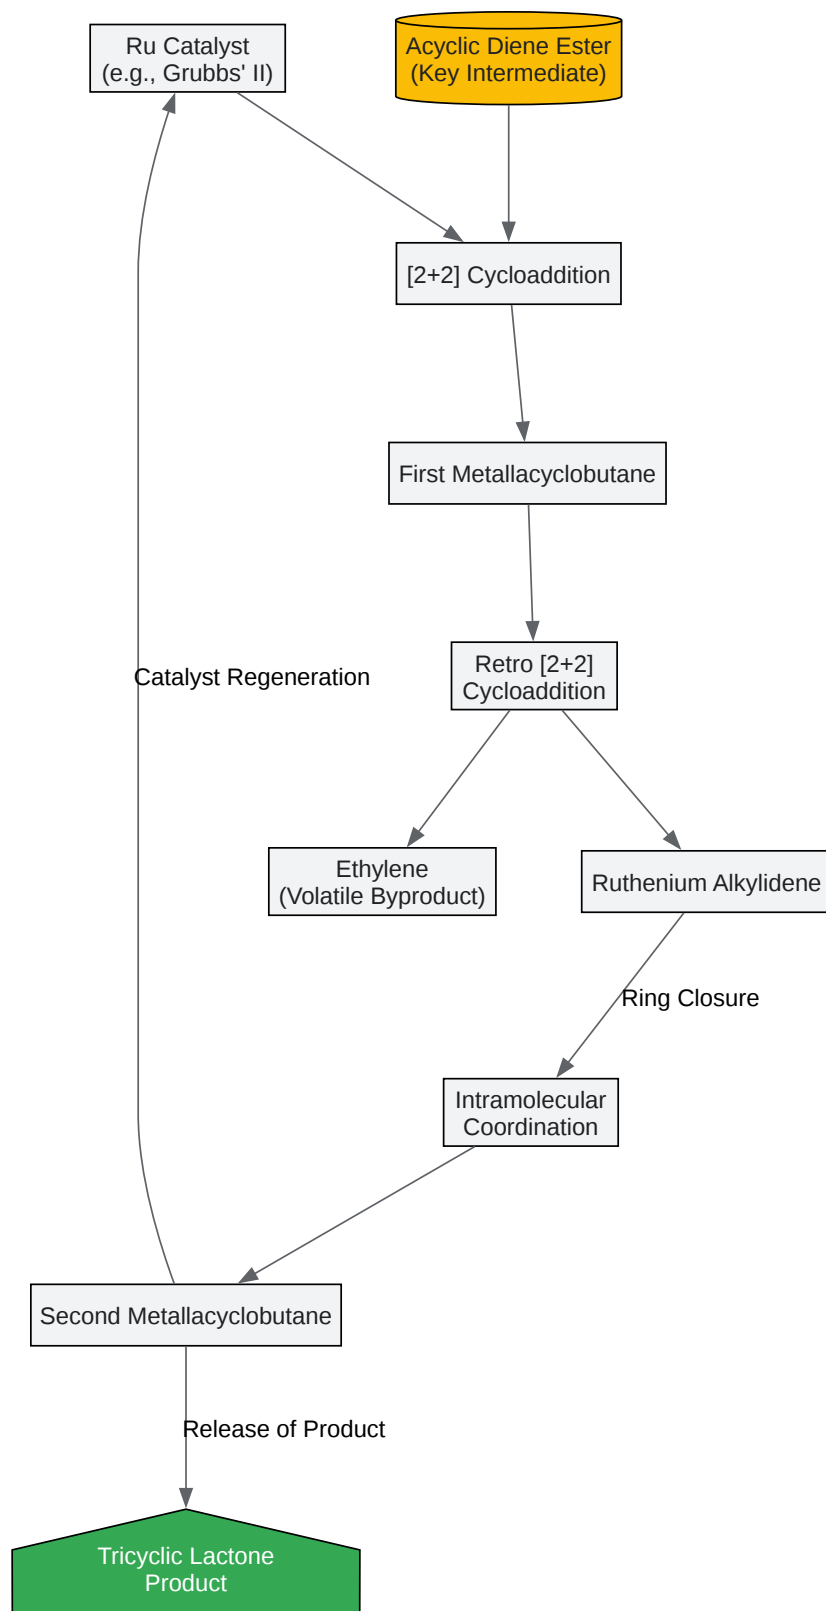 Ru Catalyst
(e.g., Grubbs' II)
Acyclic Diene Ester
(Key Intermediate)
[2+2] Cycloaddition
First Metallacyclobutane
Retro [2+2]
Cycloaddition
Catalyst Regeneration
Ethylene
(Volatile Byproduct)
Ruthenium Alkylidene
Ring Closure
Intramolecular
Coordination
Second Metallacyclobutane
Release of Product
Tricyclic Lactone
Product